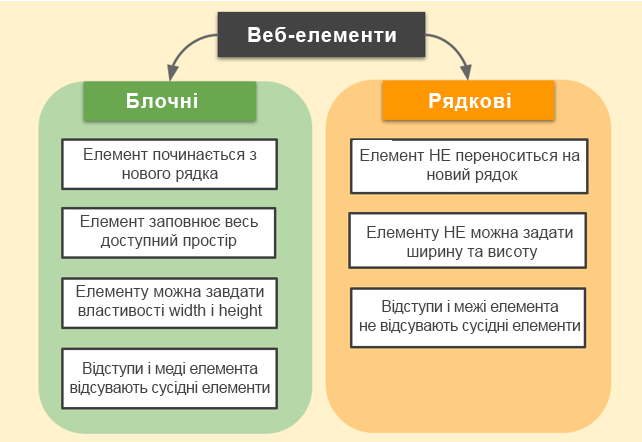 Веб-елементи
Блочні
Елемент починається з
нового рядка
Елемент заповнює весь
доступний простір
Елементу можна завдати
властивості width і height
Відступи і меді елемента
відсувають сусідні елементи
Рядкові
Елемент НЕ переноситься на
новий рядок
Елементу НЕ можна задати
ширину та висоту
Відступи і межі елемента
не відсувають сусідні елементи